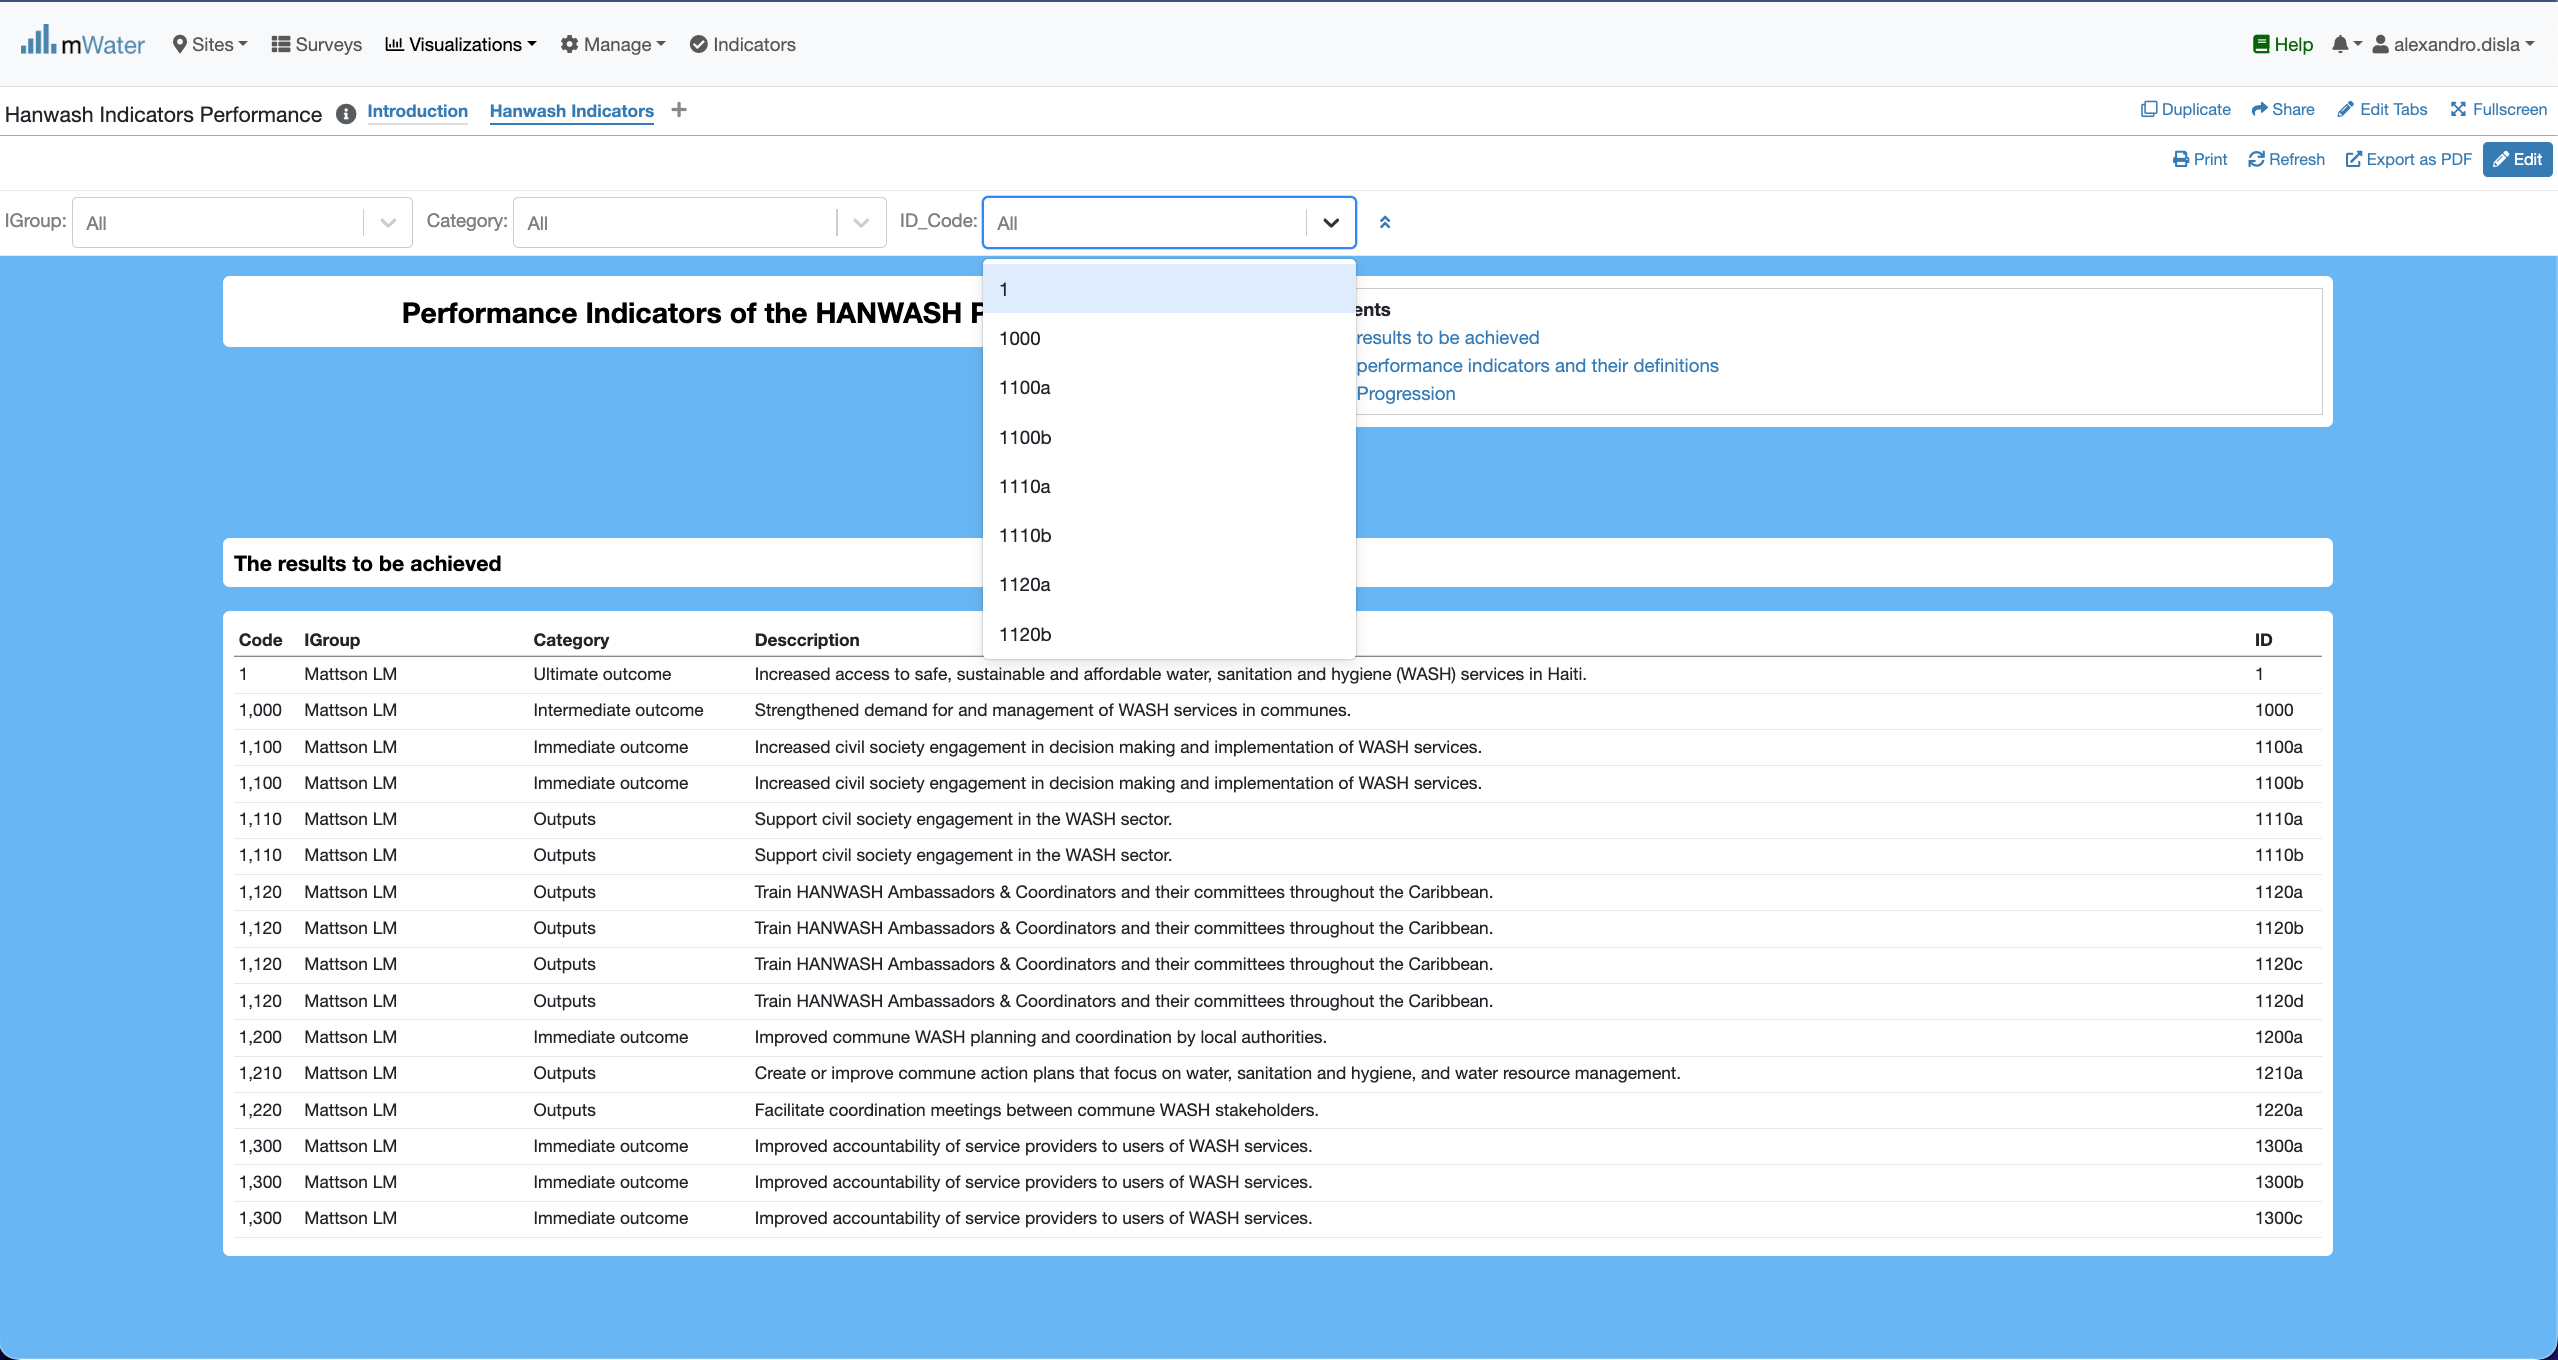 mWater Sites Surveys Visualizations Manage Indicators Help alexandro.disla
Hanwash Indicators Performance Introduction Hanwash Indicators + Duplicate Share Edit Tabs Fullscreen
Print Refresh Export as PDF Edit
IGroup: All Category: All ID_Code: All
1
1000
1100a
1100b
1110a
1110b
1120a
1120b
Performance Indicators of the HANWASH
ents
results to be achieved
performance indicators and their definitions
Progression
The results to be achieved
Code IGroup Category Desccription ID
1 Mattson LM Ultimate outcome Increased access to safe, sustainable and affordable water, sanitation and hygiene (WASH) services in Haiti. 1
1,000 Mattson LM Intermediate outcome Strengthened demand for and management of WASH services in communes. 1000
1,100 Mattson LM Immediate outcome Increased civil society engagement in decision making and implementation of WASH services. 1100a
1,100 Mattson LM Immediate outcome Increased civil society engagement in decision making and implementation of WASH services. 1100b
1,110 Mattson LM Outputs Support civil society engagement in the WASH sector. 1110a
1,110 Mattson LM Outputs Support civil society engagement in the WASH sector. 1110b
1,120 Mattson LM Outputs Train HANWASH Ambassadors & Coordinators and their committees throughout the Caribbean. 1120a
1,120 Mattson LM Outputs Train HANWASH Ambassadors & Coordinators and their committees throughout the Caribbean. 1120b
1,120 Mattson LM Outputs Train HANWASH Ambassadors & Coordinators and their committees throughout the Caribbean. 1120c
1,120 Mattson LM Outputs Train HANWASH Ambassadors & Coordinators and their committees throughout the Caribbean. 1120d
1,200 Mattson LM Immediate outcome Improved commune WASH planning and coordination by local authorities. 1200a
1,210 Mattson LM Outputs Create or improve commune action plans that focus on water, sanitation and hygiene, and water resource management. 1210a
1,220 Mattson LM Outputs Facilitate coordination meetings between commune WASH stakeholders. 1220a
1,300 Mattson LM Immediate outcome Improved accountability of service providers to users of WASH services. 1300a
1,300 Mattson LM Immediate outcome Improved accountability of service providers to users of WASH services. 1300b
1,300 Mattson LM Immediate outcome Improved accountability of service providers to users of WASH services. 1300c